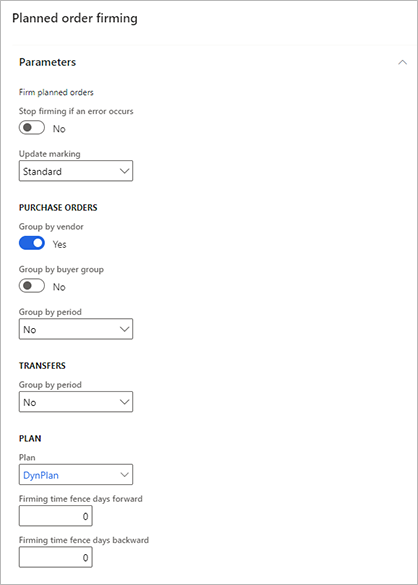 Planned order firming
Parameters
Firm planned orders
Stop firming if an error occurs
No
Update marking
Standard
PURCHASE ORDERS
Group by vendor
Yes
Group by buyer group
No
Group by period
No
TRANSFERS
Group by period
No
PLAN
Plan
DynPlan
Firming time fence days forward
0
Firming time fence days backward
0